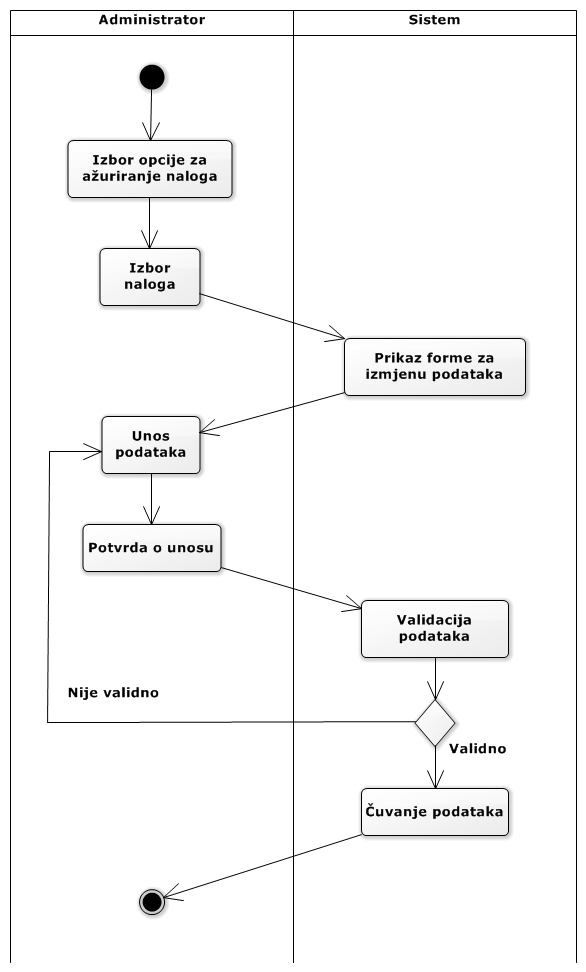 Administrator
Sistem
Izbor opcije za
ažuriranje naloga
Izbor
naloga
Prikaz forme za
izmjenu podataka
Unos
podataka
Potvrda o unosu
Validacija
podataka
Nije validno
Validno
Čuvanje podataka